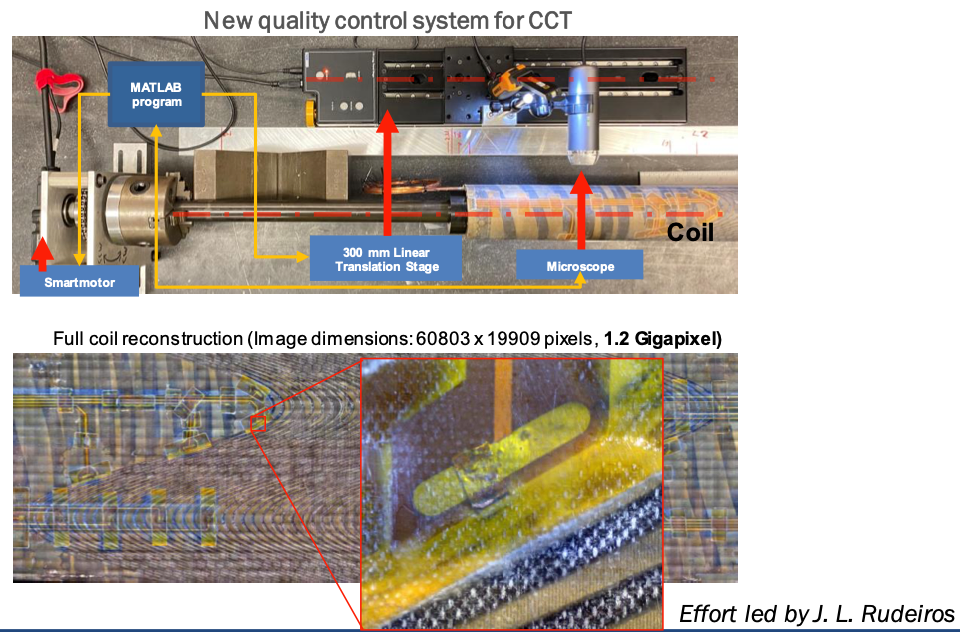 New quality control system for CCT
MATLAB
program
Coil
300 mm Linear
Translation Stage
Microscope
Smartmotor
Full coil reconstruction (Image dimensions: 60803 x 19909 pixels, 1.2 Gigapixel)
Effort led by J. L. Rudeiros